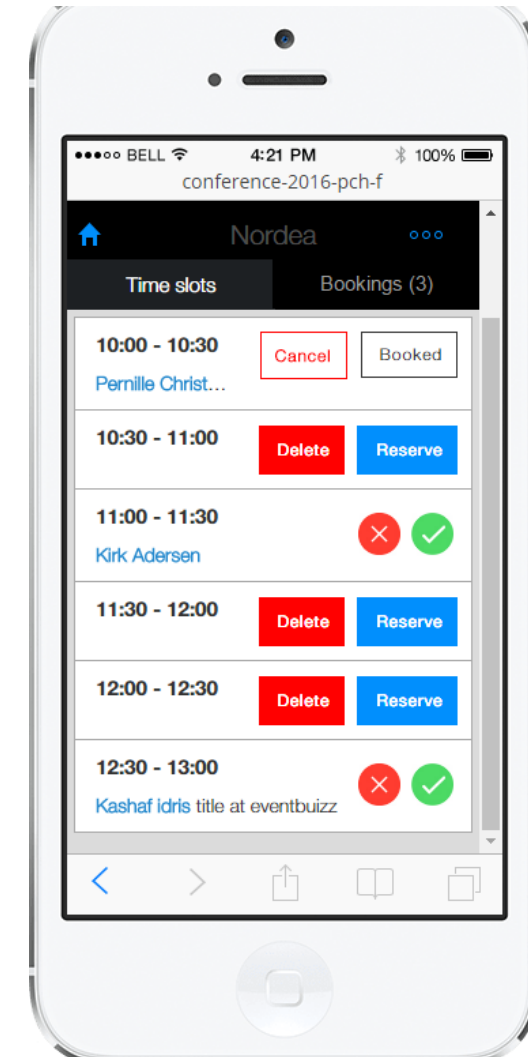 BELL 4:21 PM 100%
conference-2016-pch-f
Nordea
Time slots Bookings (3)
10:00 - 10:30 Cancel Booked
Pernille Christ...
10:30 - 11:00 Delete Reserve
11:00 - 11:30
Kirk Adersen
11:30 - 12:00 Delete Reserve
12:00 - 12:30 Delete Reserve
12:30 - 13:00
Kashaf idris title at eventbuizz